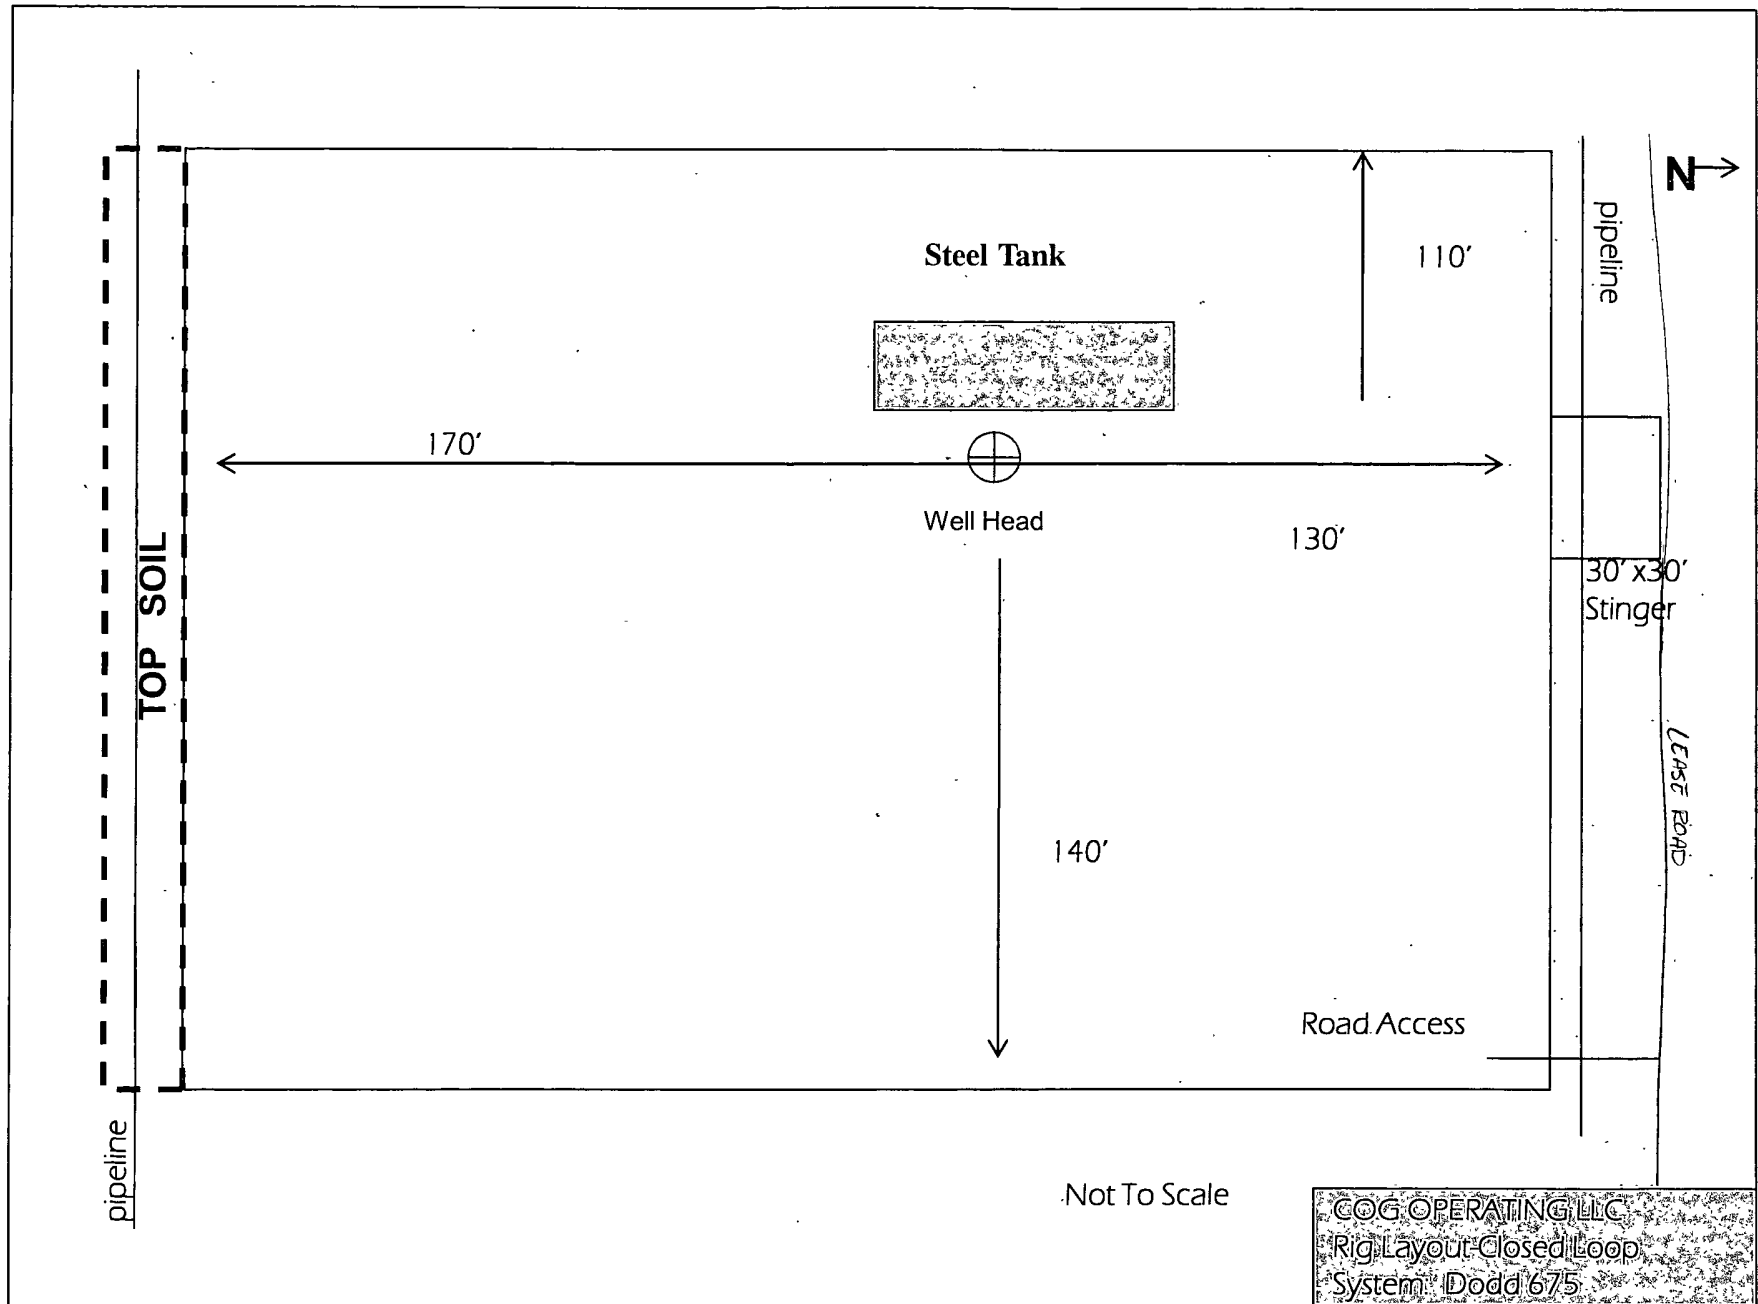 N
pipeline
Steel Tank
110'
170'
Well Head
130'
30' x30'
Stinger
TOP SOIL
LEASE ROAD
140'
Road Access
pipeline
Not To Scale
COG OPERATING LLC
Rig Layout-Closed Loop
System Dodd 675